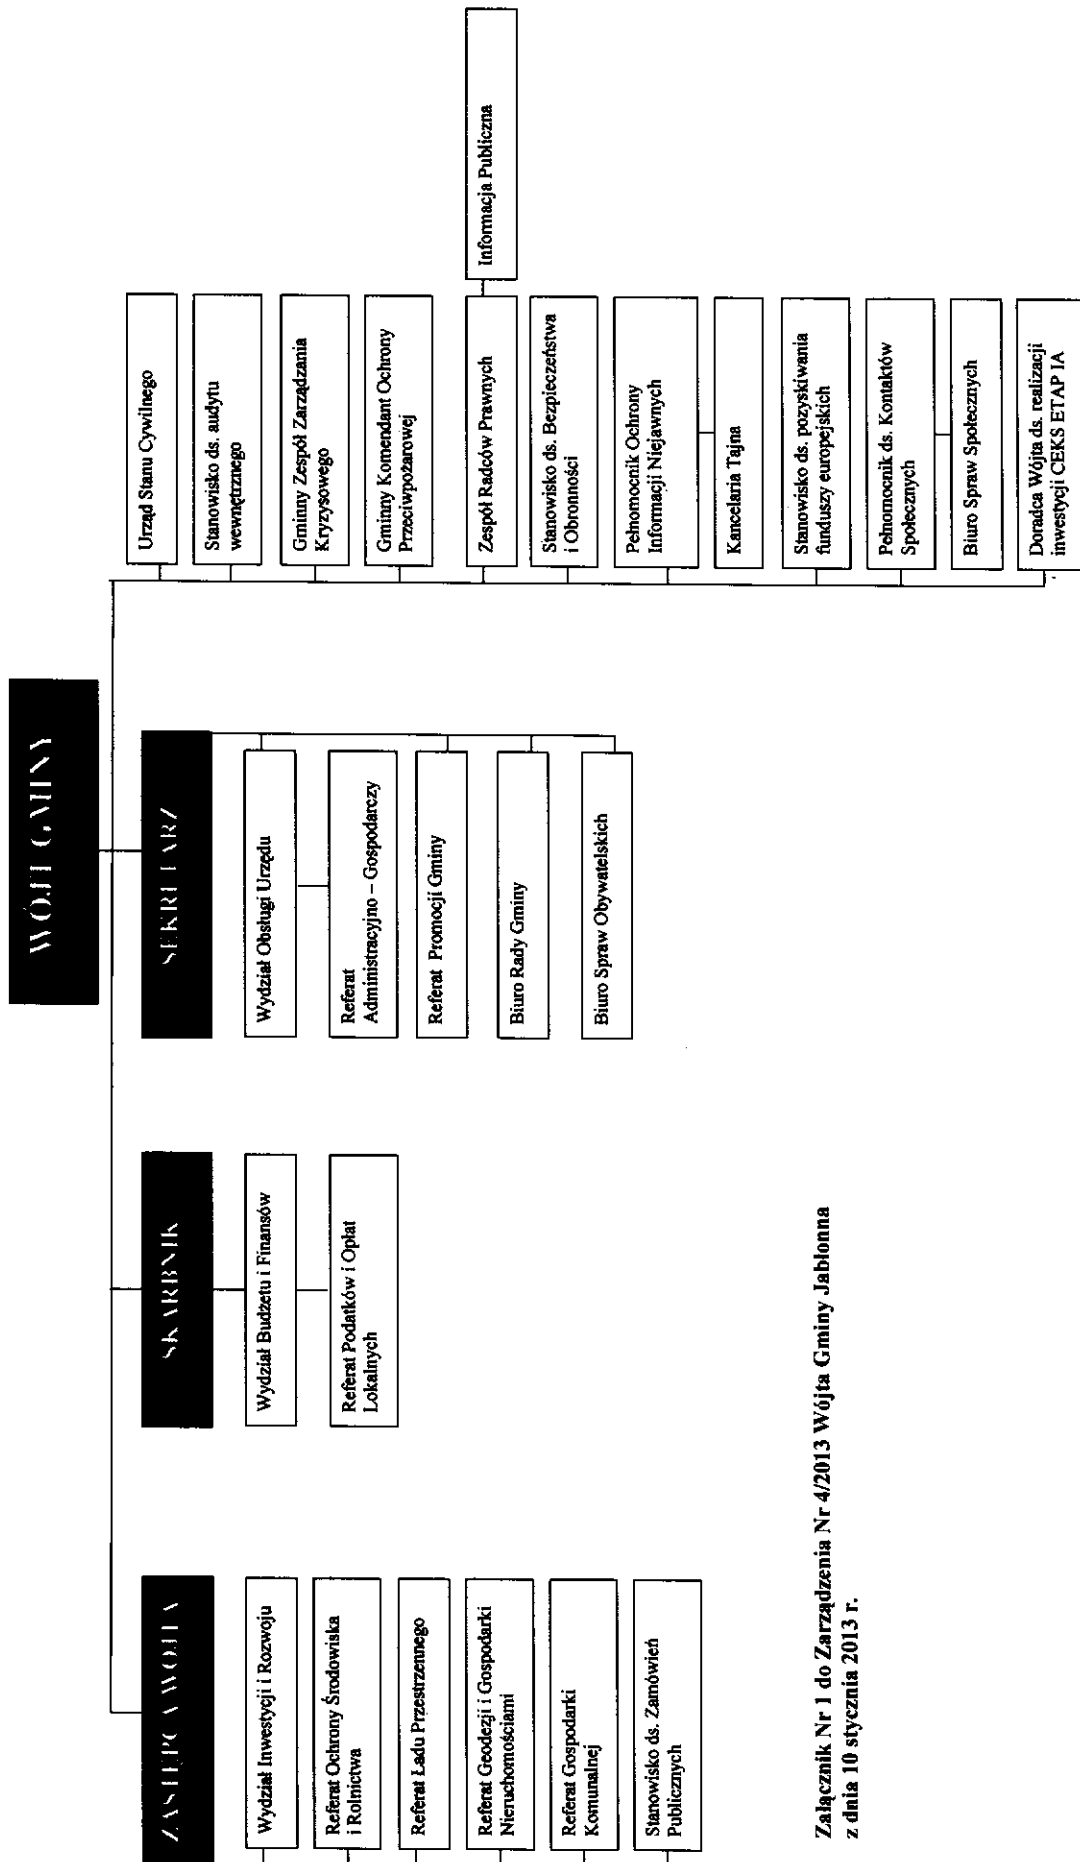 WÓJT GMINY
ZASTĘPCA WÓJTA
Wydział Inwestycji i Rozwoju
Referat Ochrony Środowiska
i Rolnictwa
Referat Ładu Przestrzennego
Referat Geodezji i Gospodarki
Nieruchomościami
Referat Gospodarki
Komunalnej
Stanowisko ds. Zamówień
Publicznych
SKARBNIK
Wydział Budżetu i Finansów
Referat Podatków i Opłat
Lokalnych
SEKRETARZ
Wydział Obsługi Urzędu
Referat
Administracyjno – Gospodarczy
Referat Promocji Gminy
Biuro Rady Gminy
Biuro Spraw Obywatelskich
Urząd Stanu Cywilnego
Stanowisko ds. audytu
wewnętrznego
Gminny Zespół Zarządzania
Kryzysowego
Gminny Komendant Ochrony
Przeciwpożarowej
Zespół Radców Prawnych
Informacja Publiczna
Stanowisko ds. Bezpieczeństwa
i Obronności
Pełnomocnik Ochrony
Informacji Niejawnych
Kancelaria Tajna
Stanowisko ds. pozyskiwania
funduszy europejskich
Pełnomocnik ds. Kontaktów
Społecznych
Biuro Spraw Społecznych
Doradca Wójta ds. realizacji
inwestycji CEKS ETAP IA
Załącznik Nr 1 do Zarządzenia Nr 4/2013 Wójta Gminy Jabłonna
z dnia 10 stycznia 2013 r.